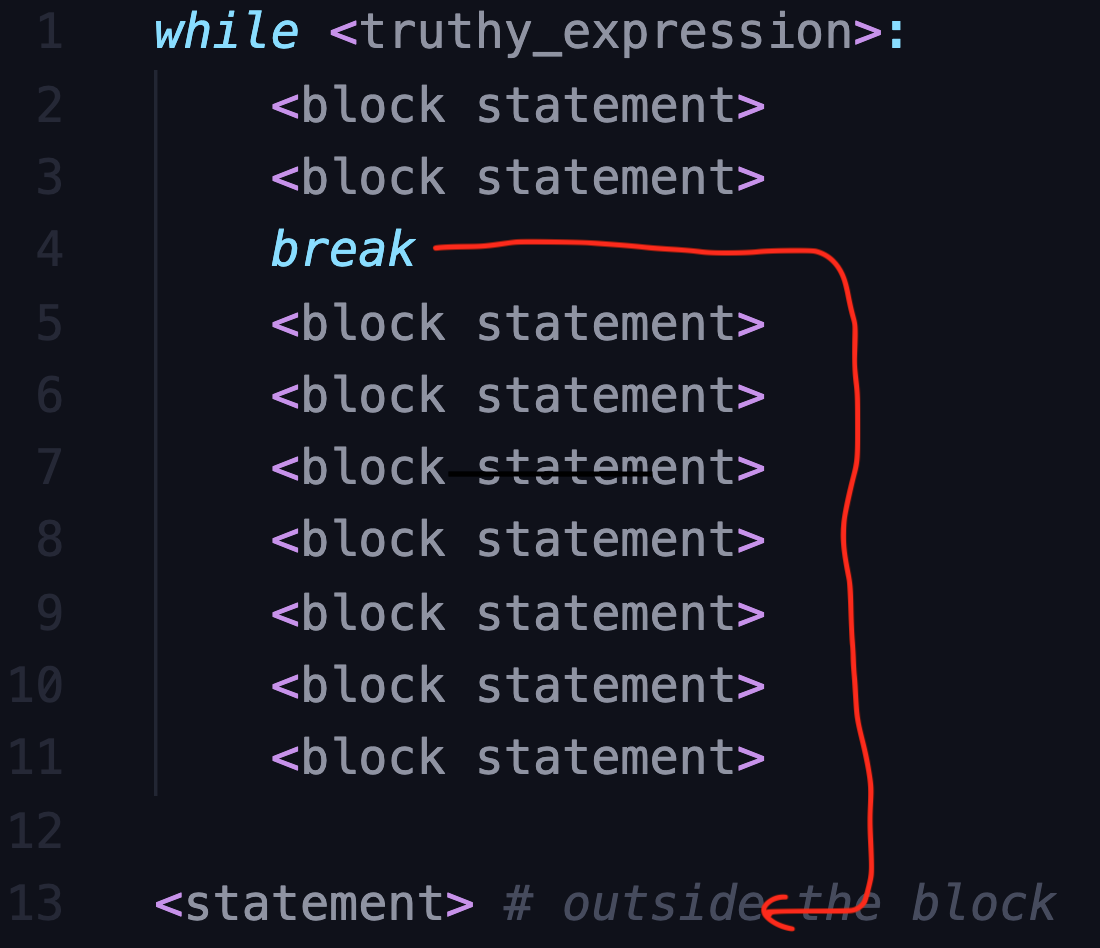 1 while <truthy_expression>:
2 <block statement>
3 <block statement>
4 break
5 <block statement>
6 <block statement>
7 <block statement>
8 <block statement>
9 <block statement>
10 <block statement>
11 <block statement>
12
13 <statement> # outside the block